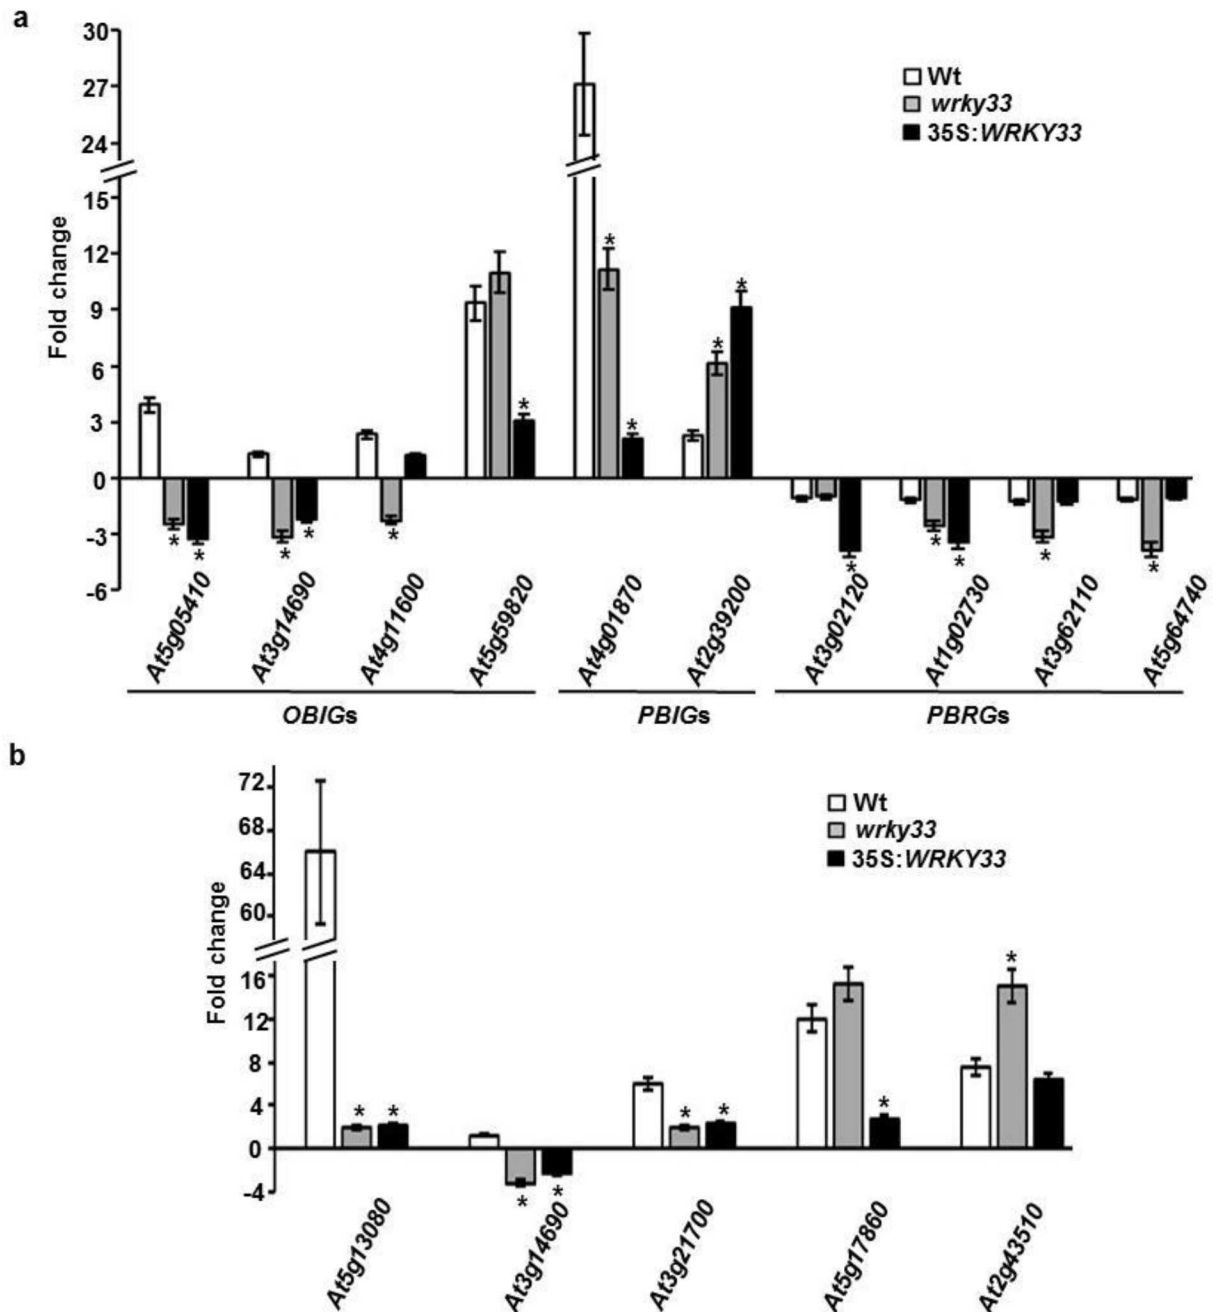 a
30
27
24
15
12
9
6
3
0
-3
-6
Fold change
Wt
wrky33
35S:WRKY33
* * * * * * * * * * * * * * * *
At5g05410 At3g14690 At4g11600 At5g59820 At4g01870 At2g39200 At3g02120 At1g02730 At3g62110 At5g64740
OBIGs PBIGs PBRGs
b
72
68
64
60
16
12
8
4
0
-4
Fold change
Wt
wrky33
35S:WRKY33
* * * * * * * *
At5g13080 At3g14690 At3g21700 At5g17860 At2g43510